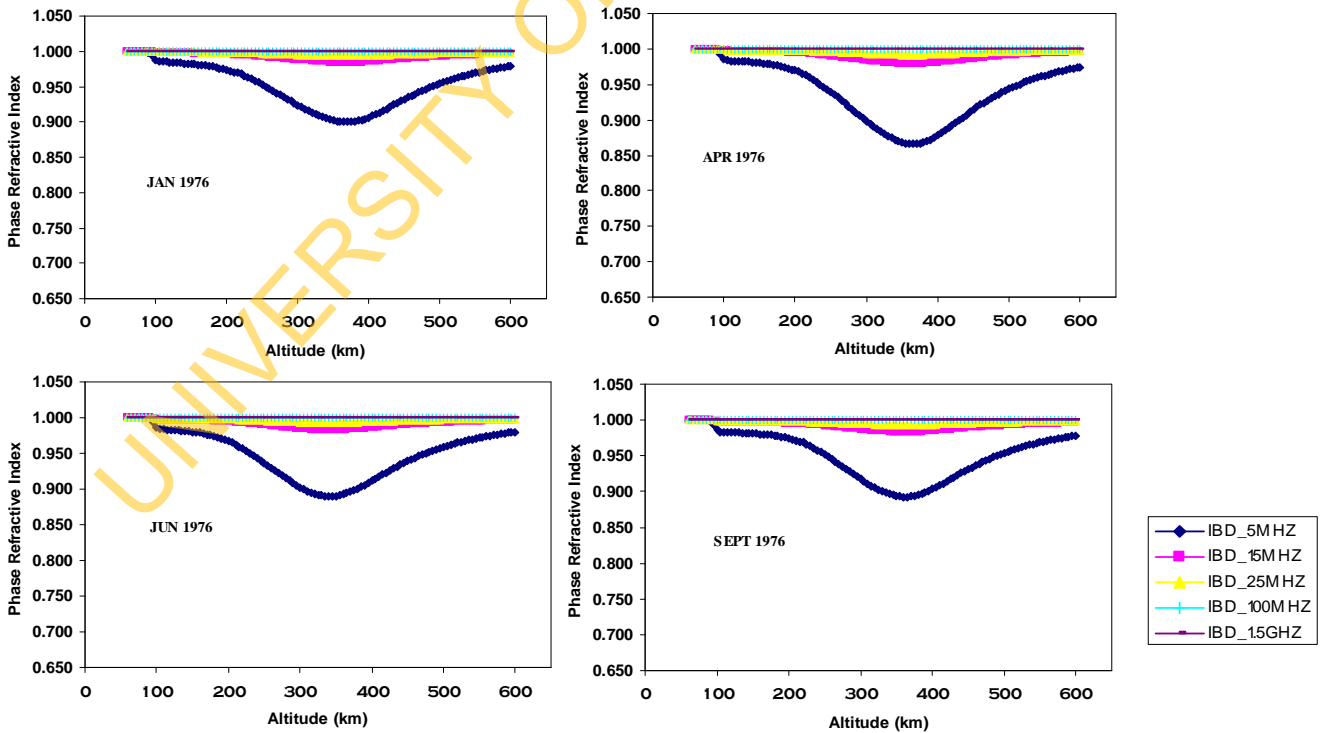 1.050
1.000
0.950
0.900
0.850
0.800
0.750
0.700
0.650
Phase Refractive Index
JAN 1976
0 100 200 300 400 500 600
Altitude (km)
1.050
1.000
0.950
0.900
0.850
0.800
0.750
0.700
0.650
Phase Refractive Index
APR 1976
0 100 200 300 400 500 600
Altitude (km)
1.050
1.000
0.950
0.900
0.850
0.800
0.750
0.700
0.650
Phase Refractive Index
JUN 1976
0 100 200 300 400 500 600
Altitude (km)
1.050
1.000
0.950
0.900
0.850
0.800
0.750
0.700
0.650
Phase Refractive Index
SEPT 1976
0 100 200 300 400 500 600
Altitude (km)
IBD_5MHZ
IBD_15MHZ
IBD_25MHZ
IBD_100MHZ
IBD_1.5GHZ
UNIVERSITY O